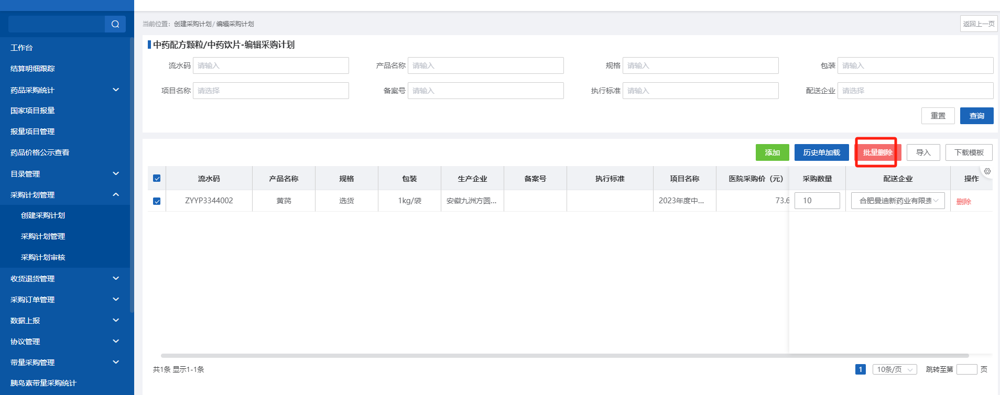 当前位置：创建采购计划/ 编辑采购计划
返回上一页
工作台
结算明细跟踪
药品采购统计
国家项目报量
报量项目管理
药品价格公示查看
目录管理
采购计划管理
创建采购计划
采购计划管理
采购计划审核
收货退货管理
采购订单管理
数据上报
协议管理
带量采购管理
胰岛素带量采购统计
中药配方颗粒/中药饮片-编辑采购计划
流水码 请输入 产品名称 请输入 规格 请输入 包装 请输入
项目名称 请选择 备案号 请输入 执行标准 请输入 配送企业 请选择
重置 查询
添加 历史单加载 批量删除 导入 下载模板
流水码 产品名称 规格 包装 生产企业 备案号 执行标准 项目名称 医院采购价（元） 采购数量 配送企业 操作
ZYYP3344002 黄芪 选货 1kg/袋 安徽九洲方圆... 2023年度中... 73.6 10 合肥曼迪新药业有限责 删除
共1条 显示1-1条
1 10条/页 跳转至第 页